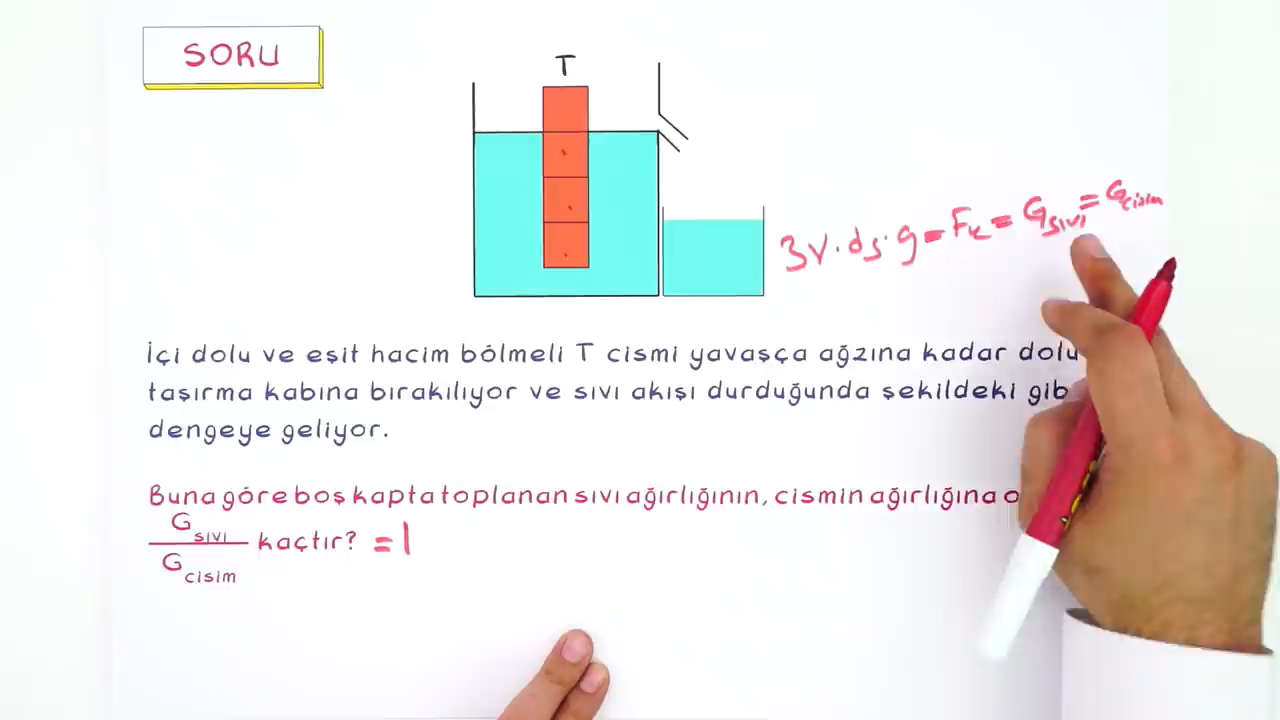 SORU
T
3V.ds.g = Fk = Gsıvı = Gcisim
İçi dolu ve eşit hacim bölmeli T cismi yavaşça ağzına kadar dolu
taşırma kabına bırakılıyor ve sıvı akışı durduğunda şekildeki gib
dengeye geliyor.
Buna göre boş kapta toplanan sıvı ağırlığının, cismin ağırlığına o
Gsıvı
kaçtır? = 1
Gcisim